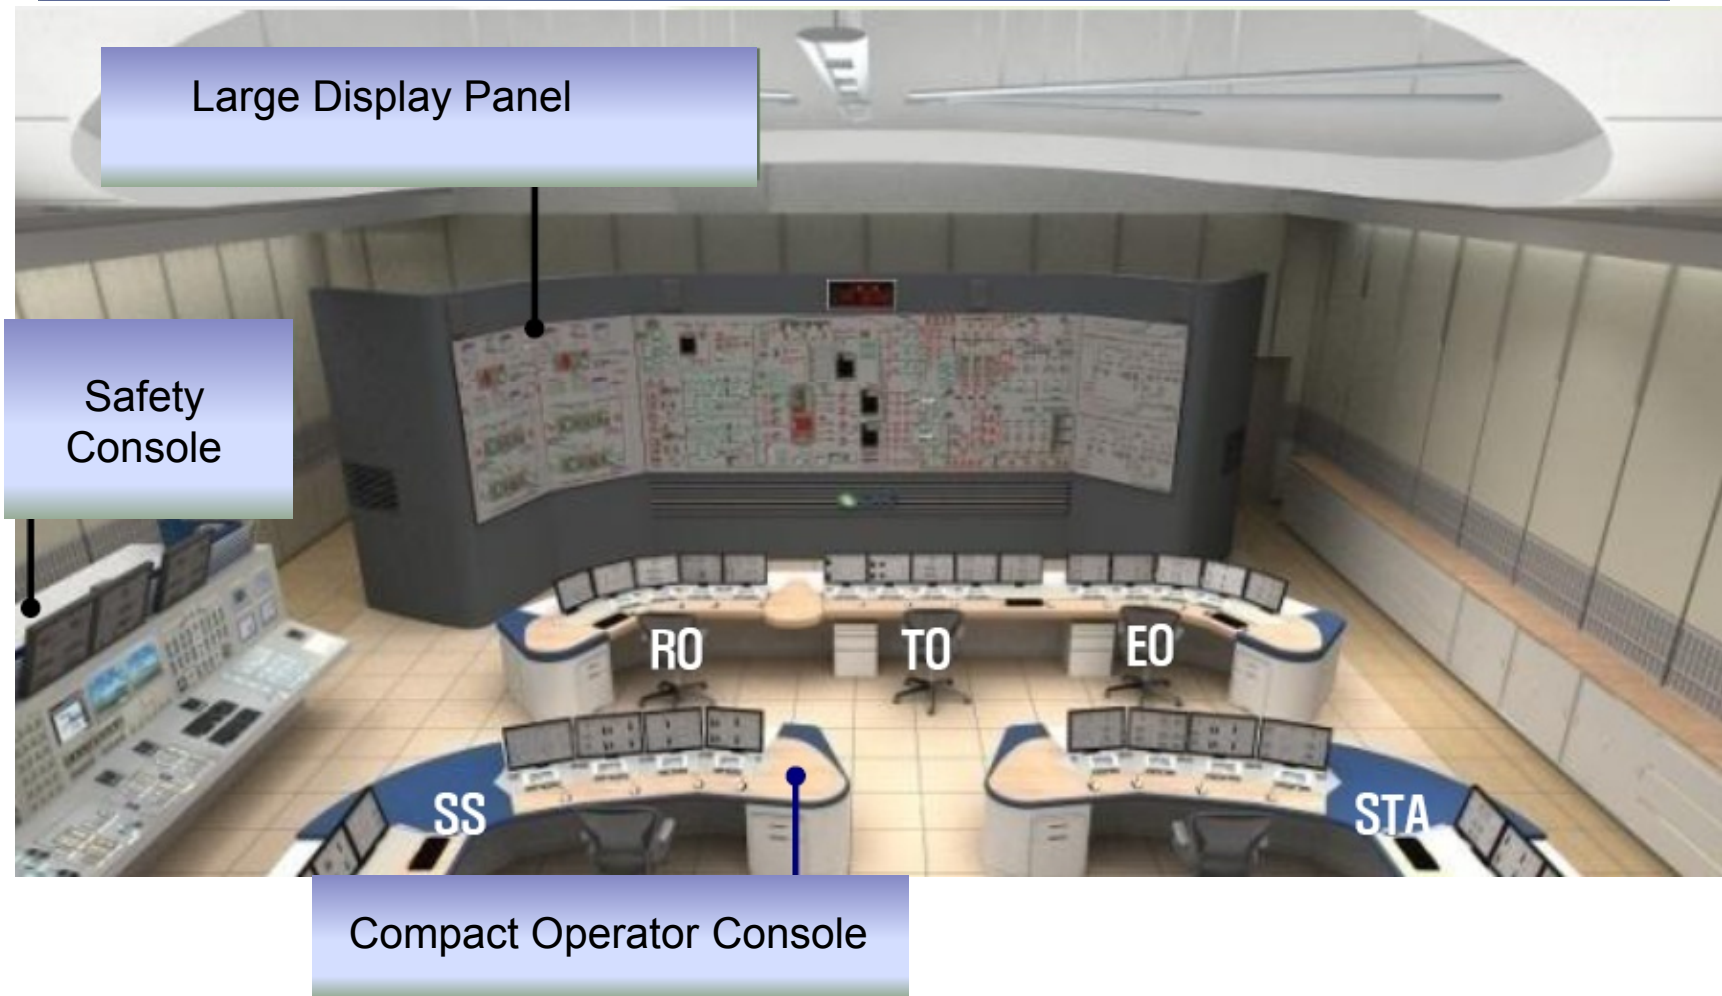 Large Display Panel
Safety
Console
RO
TO
EO
SS
STA
Compact Operator Console